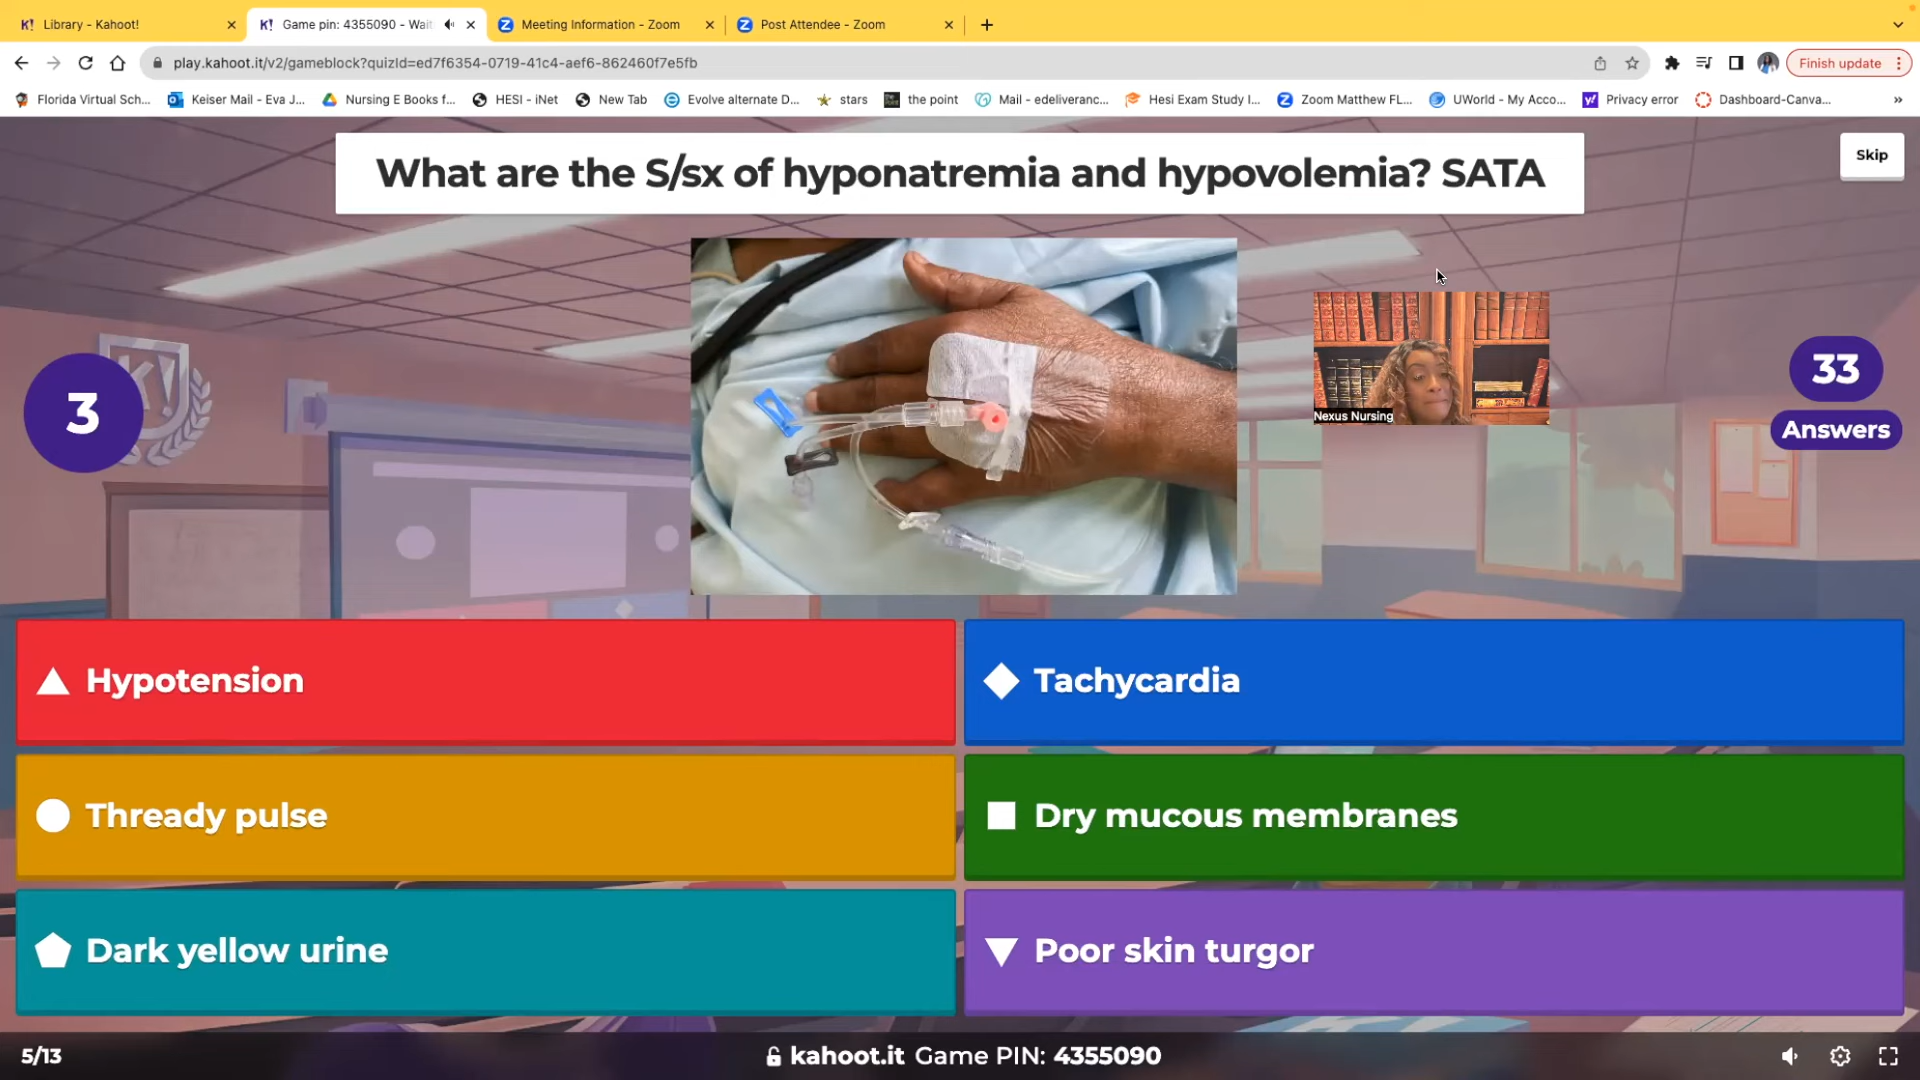 Library - Kahoot!
Game pin: 4355090 - Wait
Meeting Information - Zoom
Post Attendee - Zoom
play.kahoot.it/v2/gameblock?quizId=ed7f6354-0719-41c4-aef6-862460f7e5fb
Finish update
Florida Virtual Sch...
Keiser Mail - Eva J...
Nursing E Books f...
HESI - iNet
New Tab
Evolve alternate D...
stars
the point
Mail - edeliveranc...
Hesi Exam Study I...
Zoom Matthew FL...
UWorld - My Acco...
Privacy error
Dashboard-Canva...
What are the S/sx of hyponatremia and hypovolemia? SATA
Skip
3
33
Answers
Nexus Nursing
Hypotension
Tachycardia
Thready pulse
Dry mucous membranes
Dark yellow urine
Poor skin turgor
5/13
kahoot.it Game PIN: 4355090